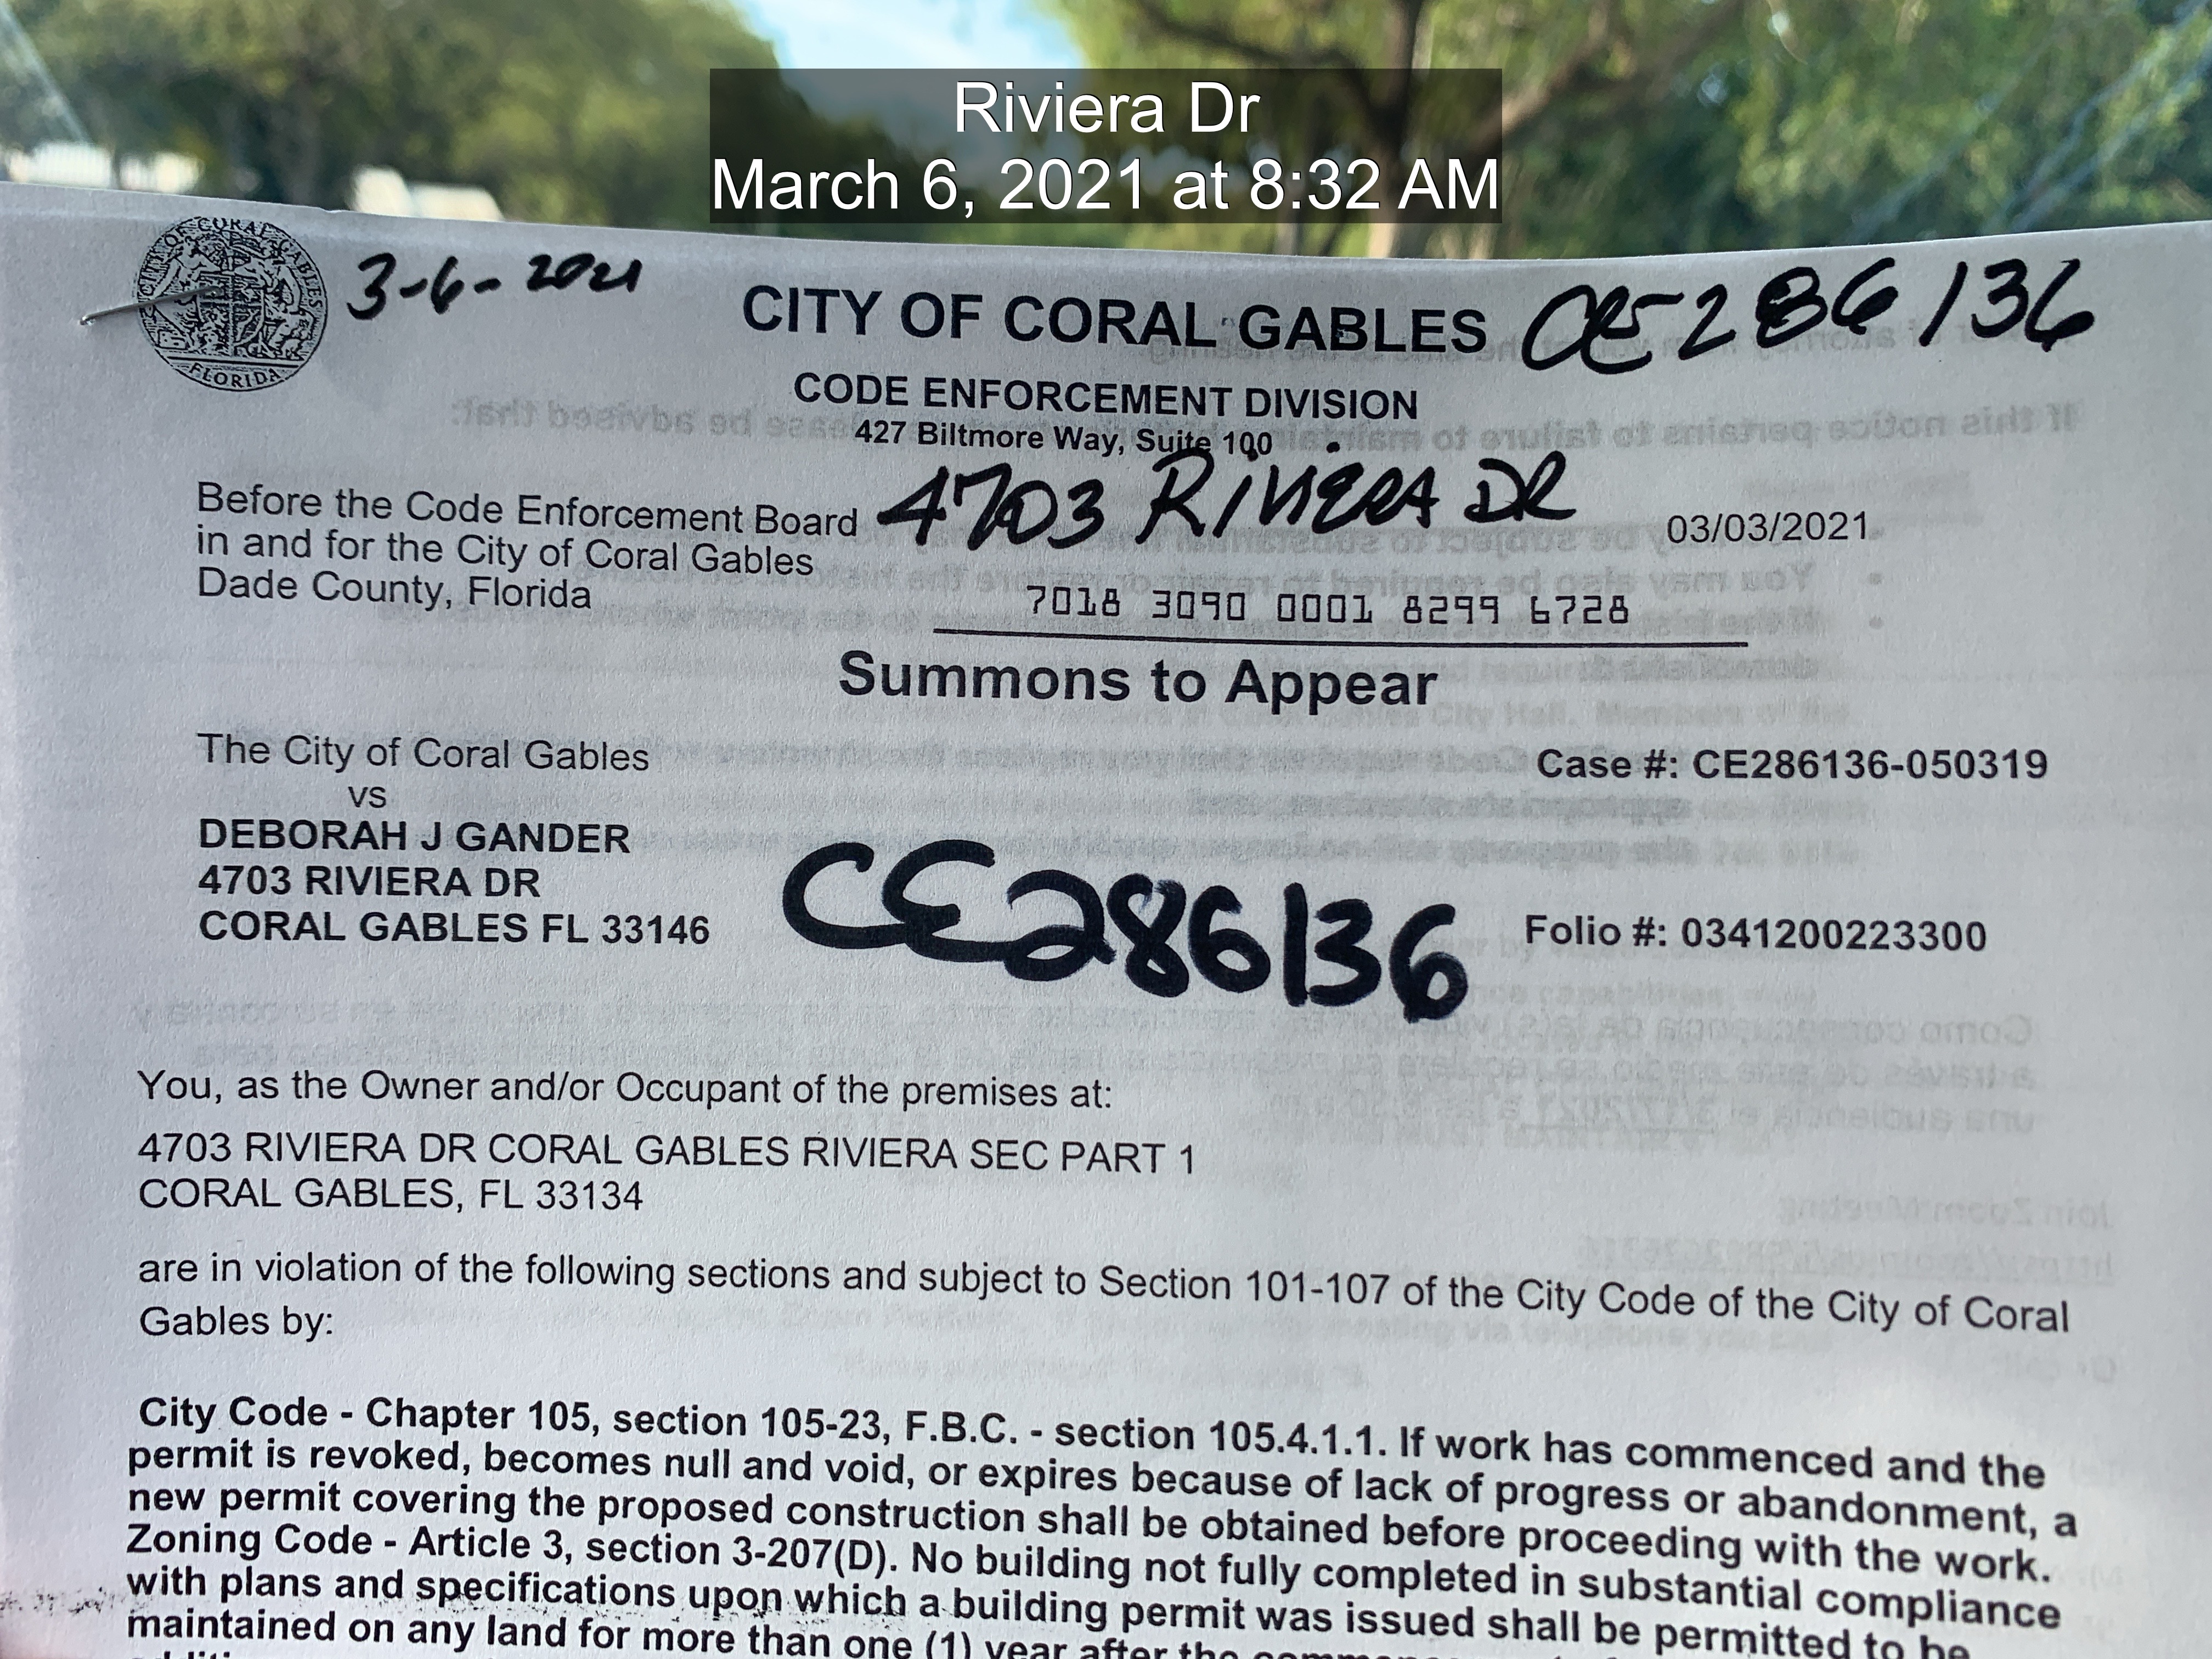 Riviera Dr
March 6, 2021 at 8:32 AM
CITY OF CORAL GABLES
FLORIDA
3-6-2021
CITY OF CORAL GABLES
CE286136
CODE ENFORCEMENT DIVISION
427 Biltmore Way, Suite 100
4703 RIVIERA DR
Before the Code Enforcement Board
in and for the City of Coral Gables
Dade County, Florida
03/03/2021
7018 3090 0001 8299 6728
Summons to Appear
The City of Coral Gables
vs
DEBORAH J GANDER
4703 RIVIERA DR
CORAL GABLES FL 33146
Case #: CE286136-050319
CE286136
Folio #: 0341200223300
You, as the Owner and/or Occupant of the premises at:
4703 RIVIERA DR CORAL GABLES RIVIERA SEC PART 1
CORAL GABLES, FL 33134
are in violation of the following sections and subject to Section 101-107 of the City Code of the City of Coral
Gables by:
City Code - Chapter 105, section 105-23, F.B.C. - section 105.4.1.1. If work has commenced and the
permit is revoked, becomes null and void, or expires because of lack of progress or abandonment, a
new permit covering the proposed construction shall be obtained before proceeding with the work.
Zoning Code - Article 3, section 3-207(D). No building not fully completed in substantial compliance
with plans and specifications upon which a building permit was issued shall be permitted to be
maintained on any land for more than one (1) year after the